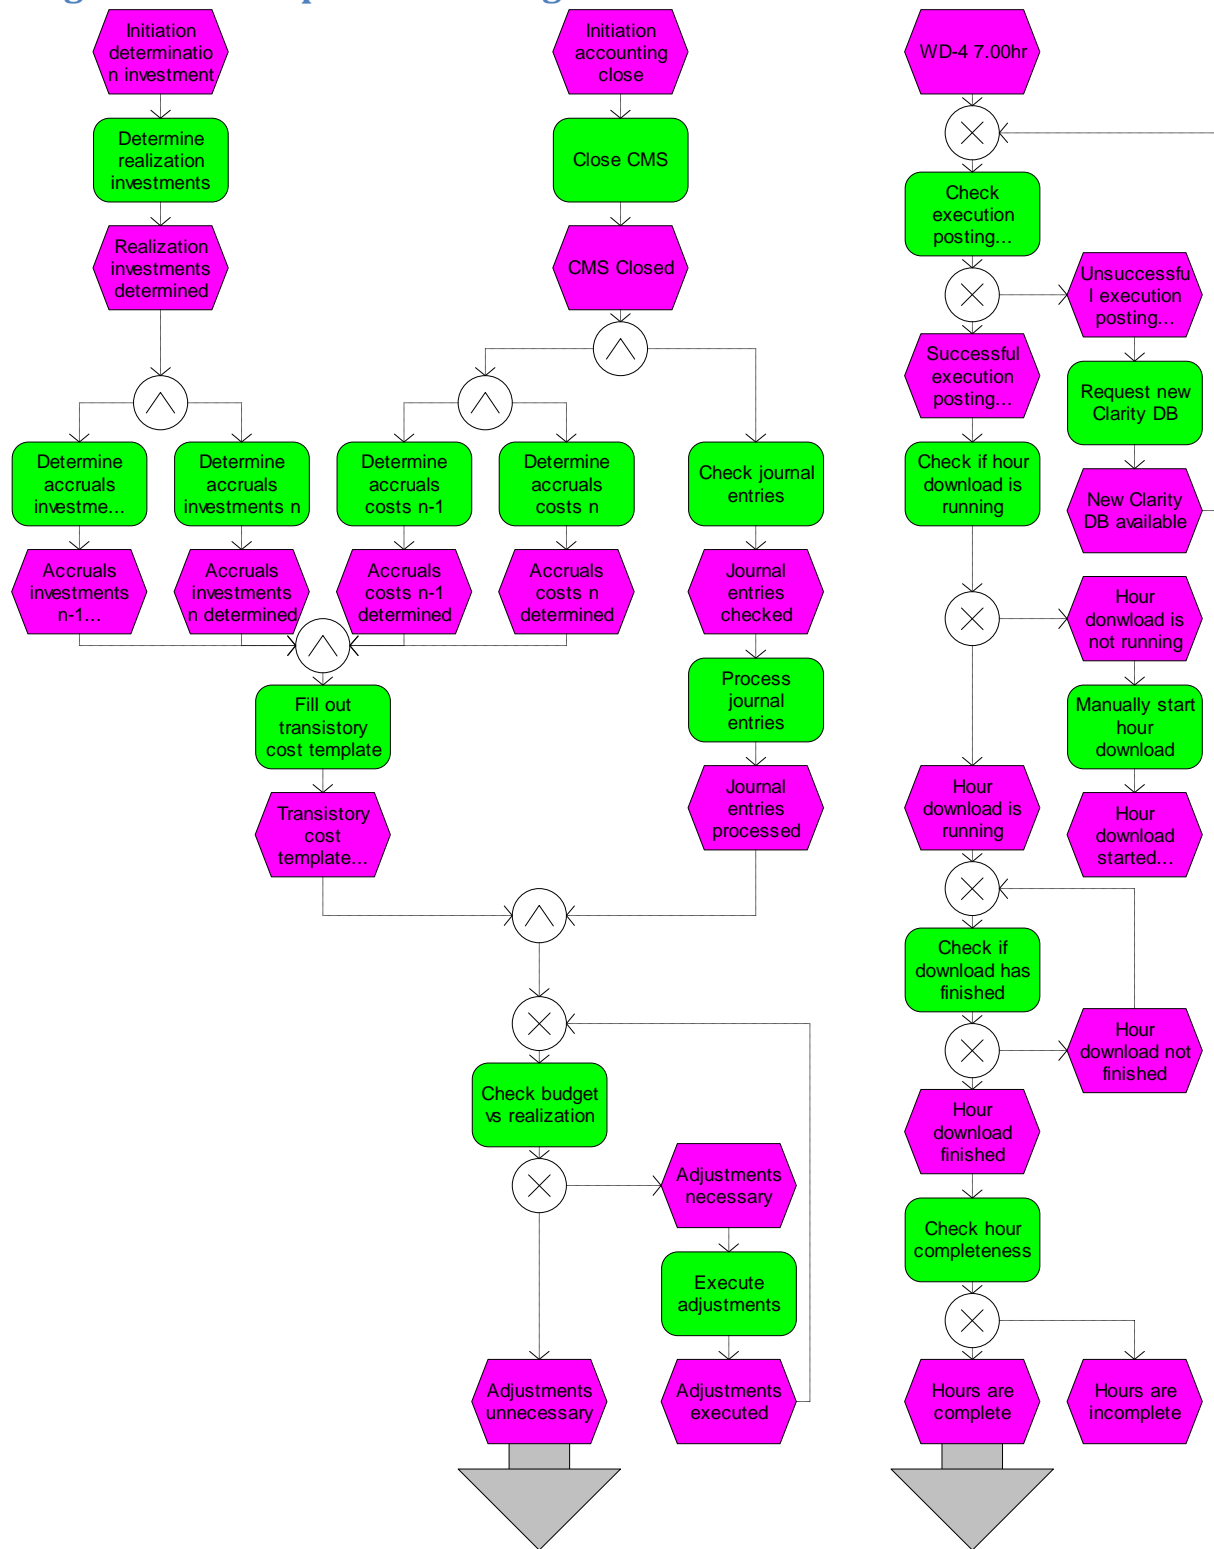 Initiation
determinatio
n investment
Determine
realization
investments
Realization
investments
determined
Determine
accruals
investme…
Determine
accruals
investments n
Accruals
investments
n-1…
Accruals
investments
n determined
Initiation
accounting
close
Close CMS
CMS Closed
Determine
accruals
costs n-1
Determine
accruals
costs n
Accruals
costs n-1
determined
Accruals
costs n
determined
Fill out
transistory
cost template
Transistory
cost
template…
Check journal
entries
Journal
entries
checked
Process
journal
entries
Journal
entries
processed
Check budget
vs realization
Adjustments
necessary
Execute
adjustments
Adjustments
executed
Adjustments
unnecessary
WD-4 7.00hr
Check
execution
posting…
Unsuccessfu
l execution
posting…
Successful
execution
posting…
Request new
Clarity DB
New Clarity
DB available
Check if hour
download is
running
Hour
donwload is
not running
Manually start
hour
download
Hour
download
started…
Hour
download is
running
Check if
download has
finished
Hour
download not
finished
Hour
download
finished
Check hour
completeness
Hours are
complete
Hours are
incomplete